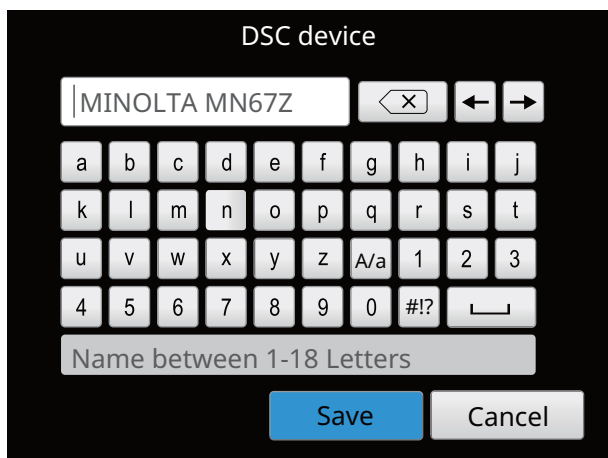 DSC device
MINOLTA MN67Z
a b c d e f g h i j
k l m n o p q r s t
u v w x y z A/a 1 2 3
4 5 6 7 8 9 0 #!?
Name between 1-18 Letters
Save Cancel